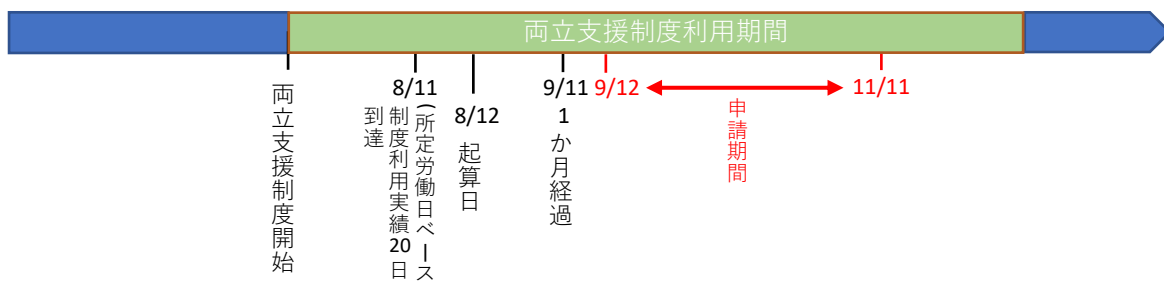 両立支援制度利用期間
両立支援制度開始
8/11
(所定労働日ベース
制度利用実績20日
到達
8/12
起算日
9/11
1か月経過
9/12
申請期間
11/11